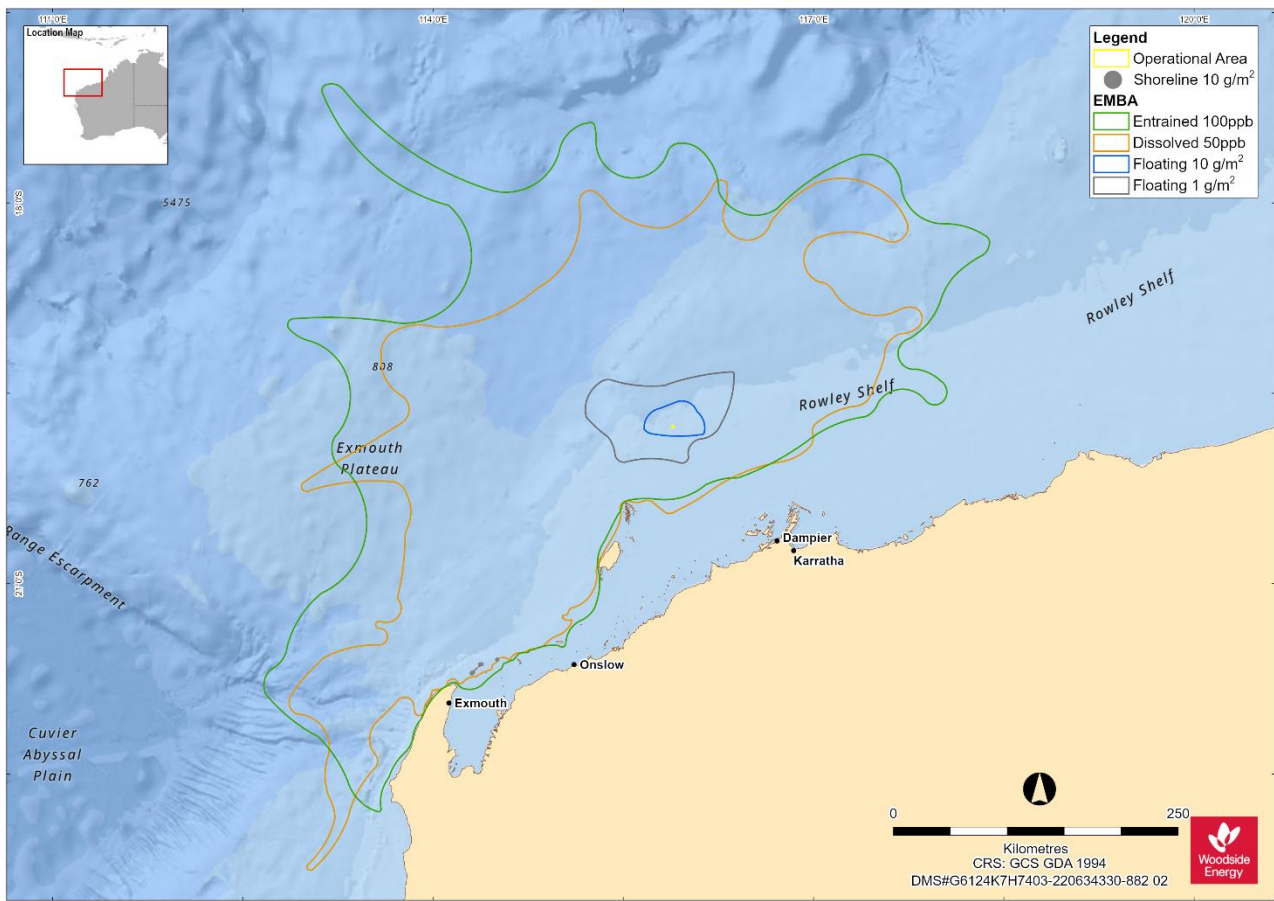 111°0'E
114°0'E
117°0'E
120°0'E
Location Map
Legend
Operational Area
Shoreline 10 g/m²
EMBA
Entrained 100ppb
Dissolved 50ppb
Floating 10 g/m²
Floating 1 g/m²
18°0'S
5475
Rowley Shelf
808
Rowley Shelf
Exmouth
Plateau
762
Range Escarpment
Dampier
Karratha
21°0'S
Onslow
Exmouth
Cuvier
Abyssal
Plain
0
250
Kilometres
CRS: GCS GDA 1994
DMS#G6124K7H7403-220634330-882 02
Woodside
Energy